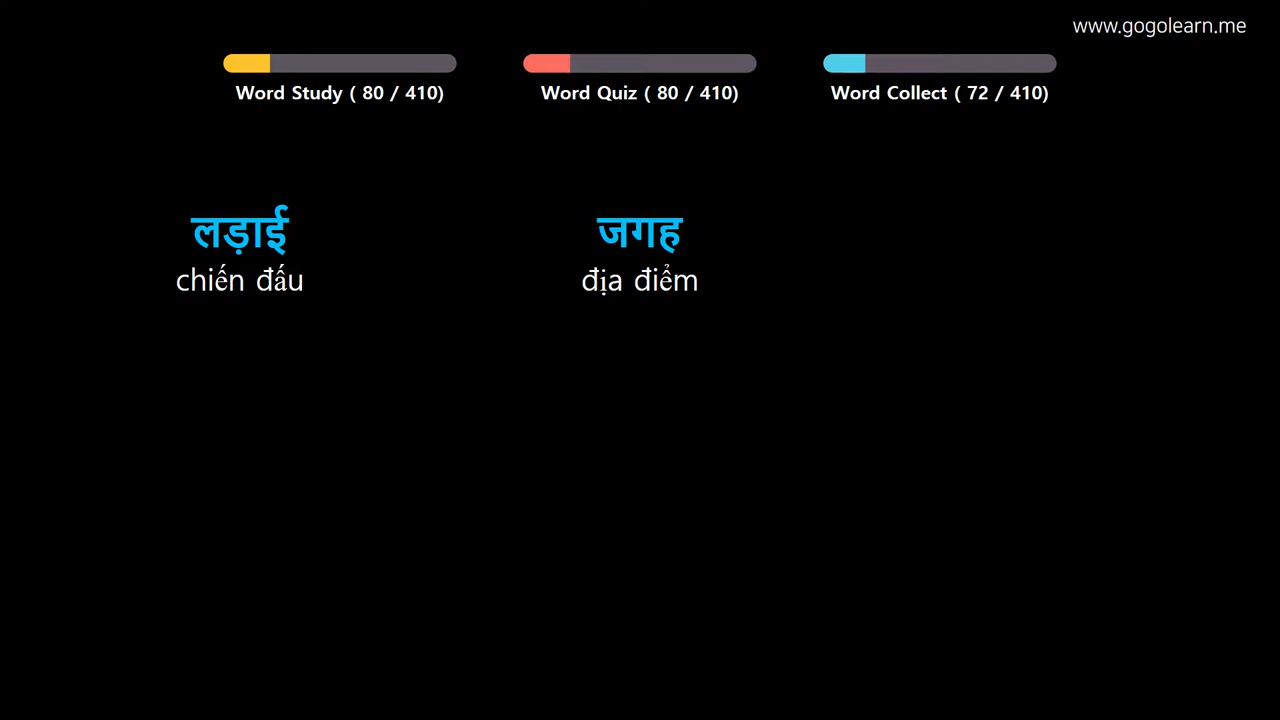 www.gogolearn.me
Word Study ( 80 / 410)
Word Quiz ( 80 / 410)
Word Collect ( 72 / 410)
लड़ाई
chiến đấu
जगह
địa điểm